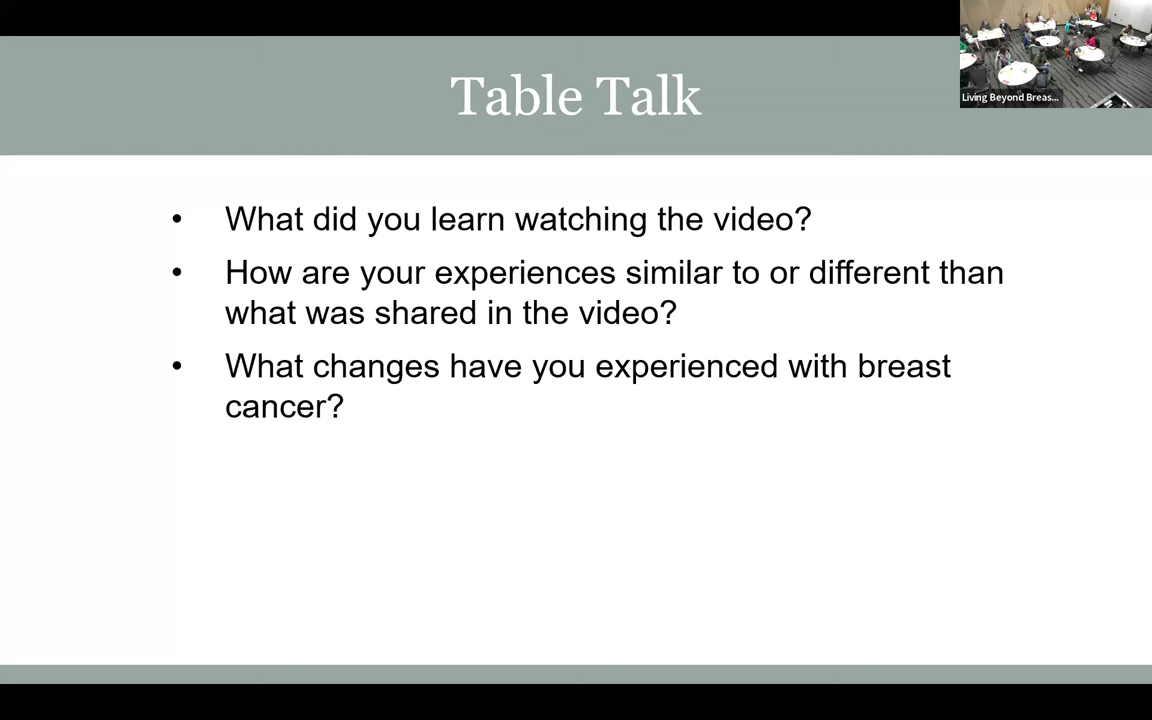 Table Talk
Living Beyond Breas...
• What did you learn watching the video?
• How are your experiences similar to or different than
what was shared in the video?
• What changes have you experienced with breast
cancer?